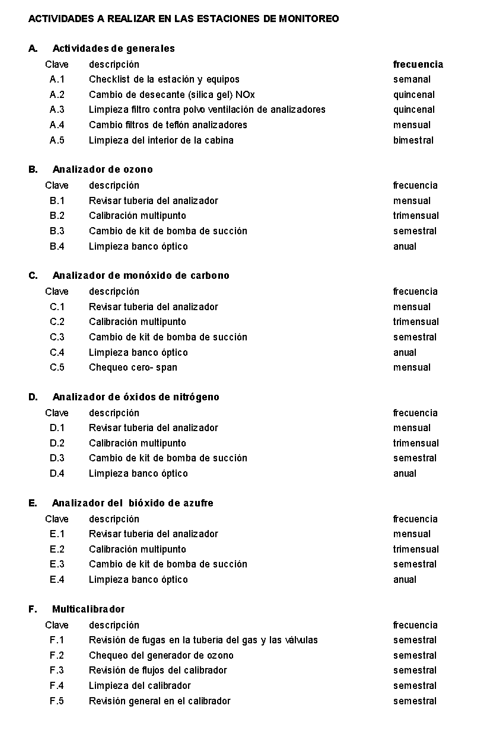 ACTIVIDADES A REALIZAR EN LAS ESTACIONES DE MONITOREO
A. Actividades de generales
Clave descripción frecuencia
A.1 Checklist de la estación y equipos semanal
A.2 Cambio de desecante (silica gel) NOx quincenal
A.3 Limpieza filtro contra polvo ventilación de analizadores quincenal
A.4 Cambio filtros de teflón analizadores mensual
A.5 Limpieza del interior de la cabina bimestral
B. Analizador de ozono
Clave descripción frecuencia
B.1 Revisar tubería del analizador mensual
B.2 Calibración multipunto trimensual
B.3 Cambio de kit de bomba de succión semestral
B.4 Limpieza banco óptico anual
C. Analizador de monóxido de carbono
Clave descripción frecuencia
C.1 Revisar tubería del analizador mensual
C.2 Calibración multipunto trimensual
C.3 Cambio de kit de bomba de succión semestral
C.4 Limpieza banco óptico anual
C.5 Chequeo cero- span mensual
D. Analizador de óxidos de nitrógeno
Clave descripción frecuencia
D.1 Revisar tubería del analizador mensual
D.2 Calibración multipunto trimensual
D.3 Cambio de kit de bomba de succión semestral
D.4 Limpieza banco óptico anual
E. Analizador del bióxido de azufre
Clave descripción frecuencia
E.1 Revisar tubería del analizador mensual
E.2 Calibración multipunto trimensual
E.3 Cambio de kit de bomba de succión semestral
E.4 Limpieza banco óptico anual
F. Multicalibrador
Clave descripción frecuencia
F.1 Revisión de fugas en la tubería del gas y las válvulas semestral
F.2 Chequeo del generador de ozono semestral
F.3 Revisión de flujos del calibrador semestral
F.4 Limpieza del calibrador semestral
F.5 Revisión general en el calibrador semestral